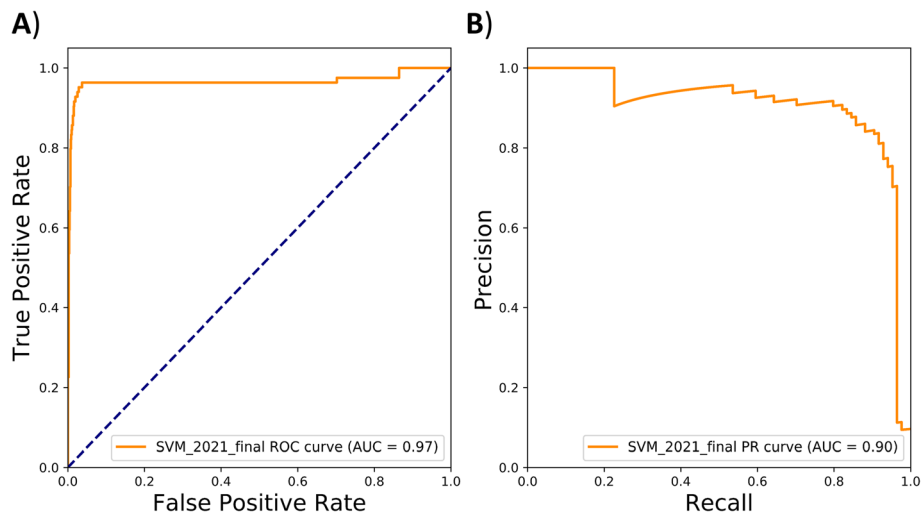 A)
1.0
0.8
0.6
0.4
0.2
0.0
True Positive Rate
0.0 0.2 0.4 0.6 0.8 1.0
False Positive Rate
SVM_2021_final ROC curve (AUC = 0.97)
B)
1.0
0.8
0.6
0.4
0.2
0.0
Precision
0.0 0.2 0.4 0.6 0.8 1.0
Recall
SVM_2021_final PR curve (AUC = 0.90)